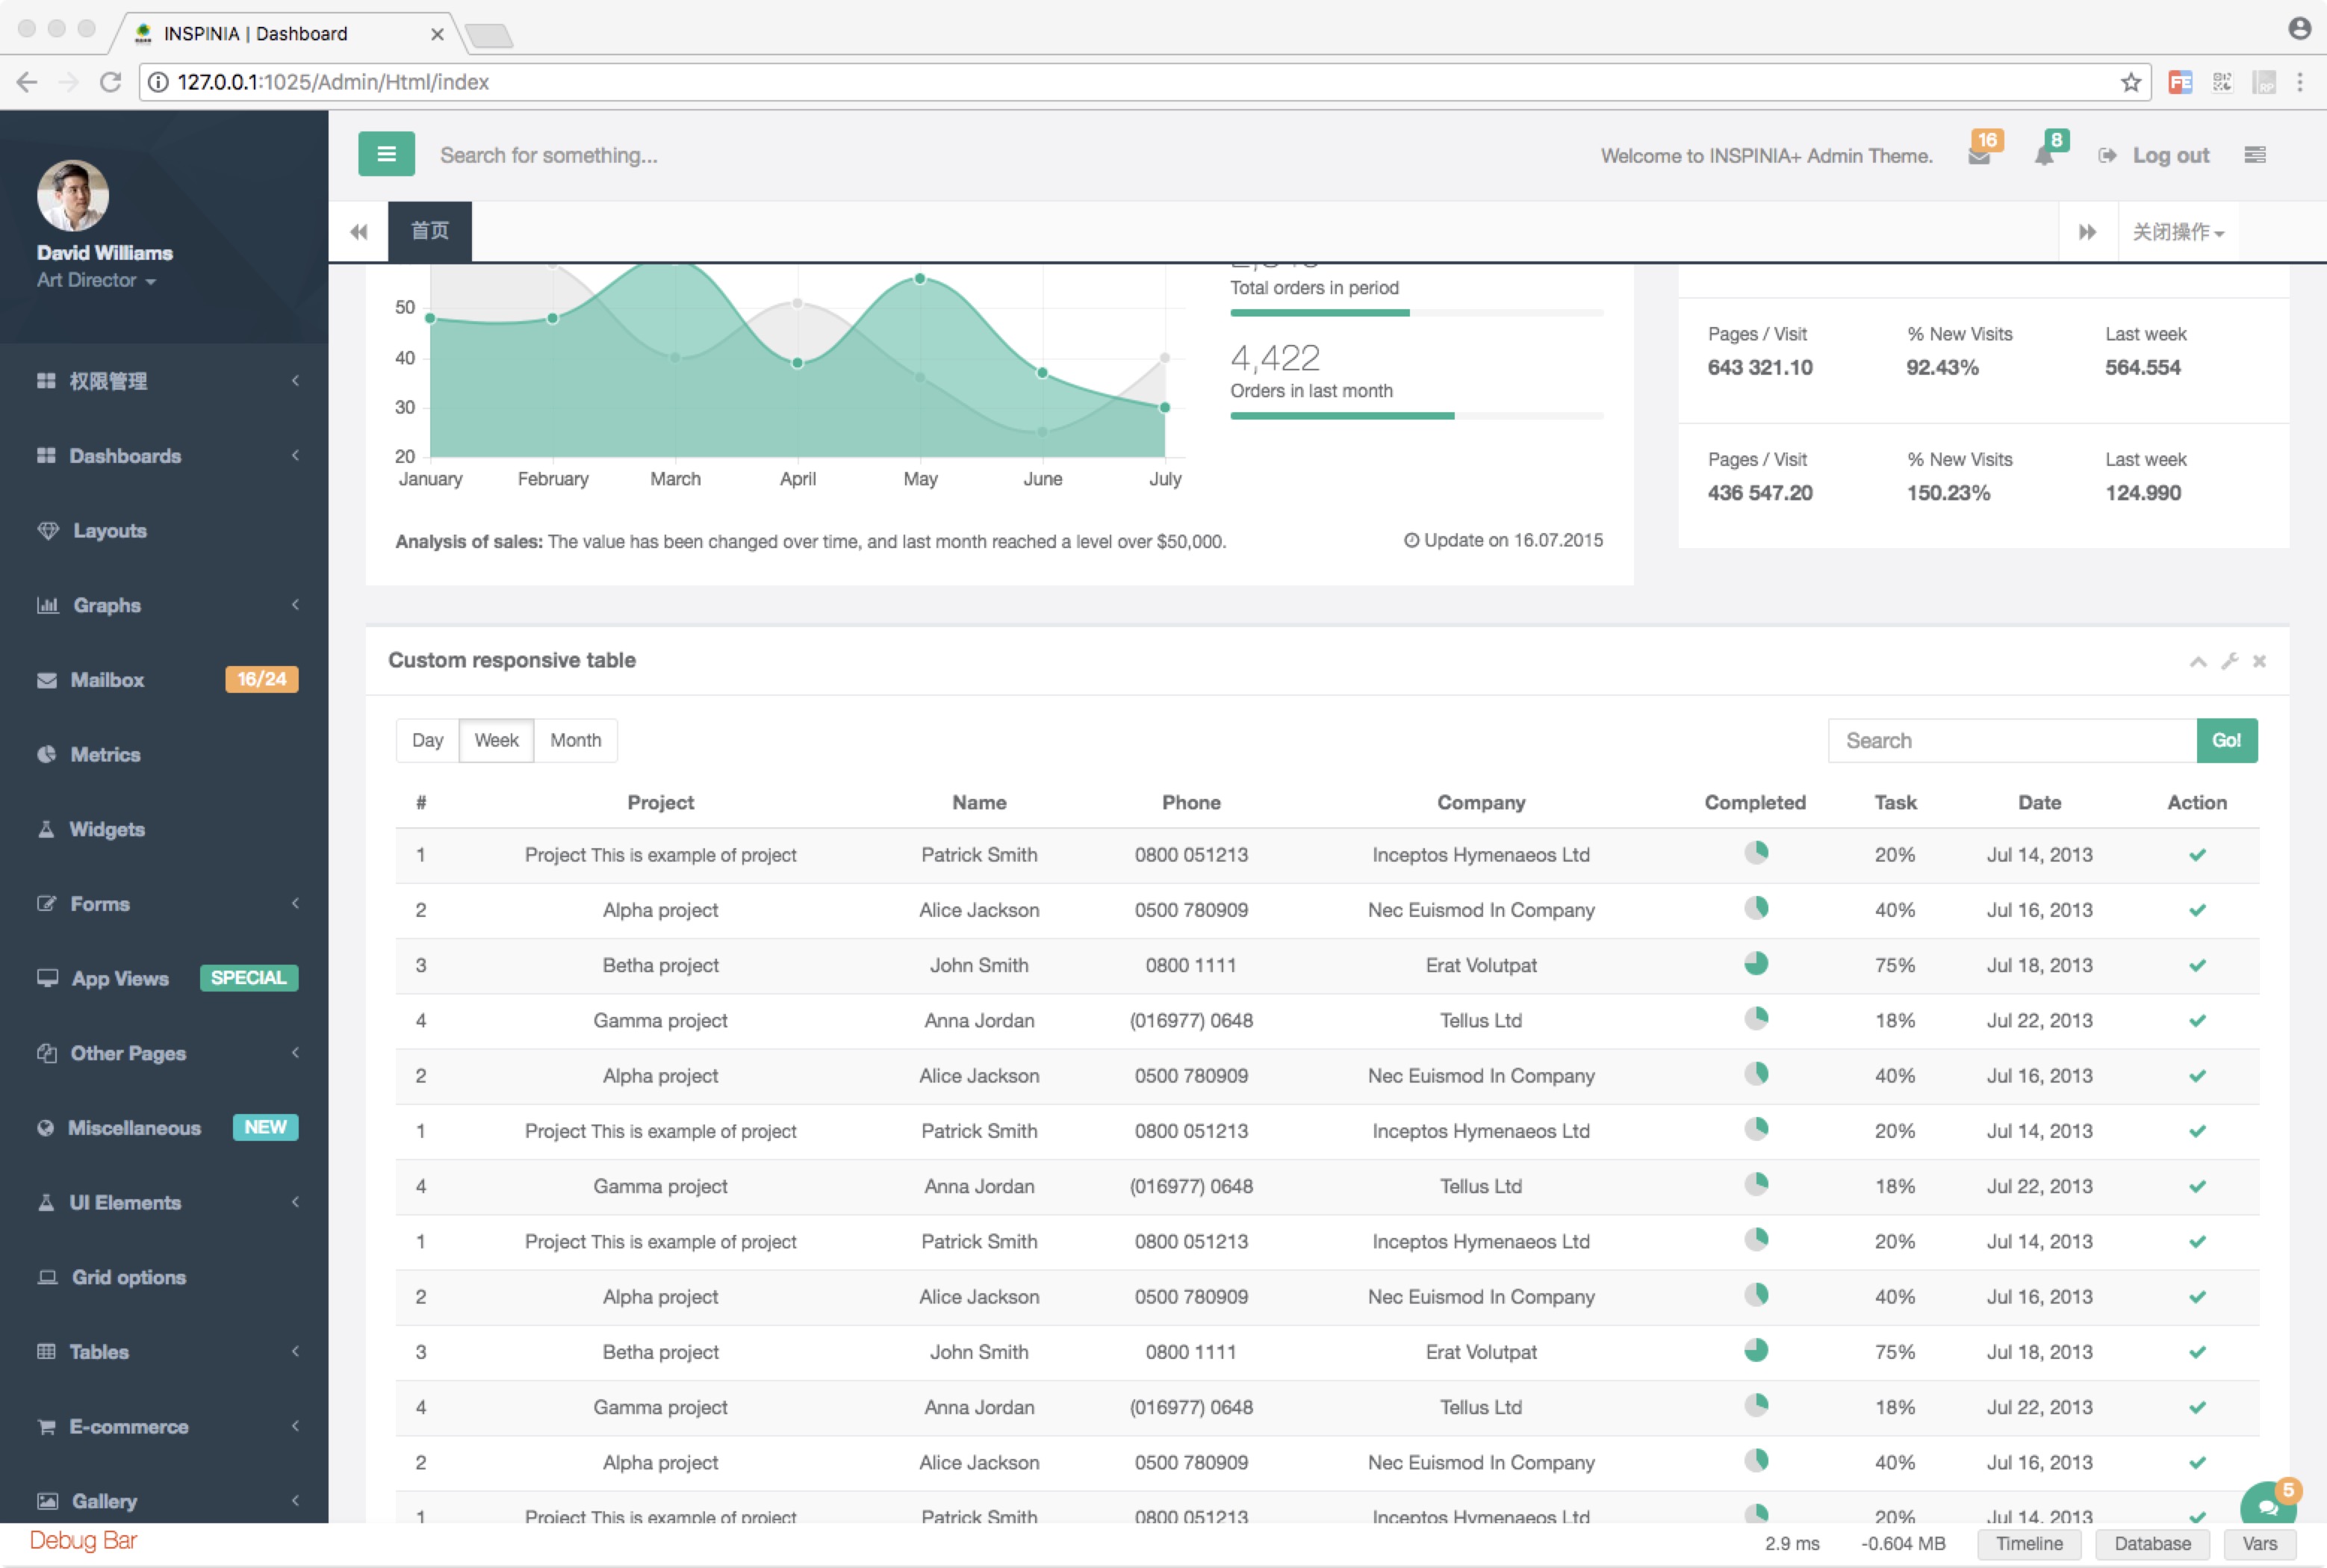 INSPINIA | Dashboard
127.0.0.1:1025/Admin/Html/index
Search for something...
Welcome to INSPINIA+ Admin Theme.
16
8
Log out
首页
关闭操作
David Williams
Art Director
权限管理
Dashboards
Layouts
Graphs
Mailbox 16/24
Metrics
Widgets
Forms
App Views SPECIAL
Other Pages
Miscellaneous NEW
UI Elements
Grid options
Tables
E-commerce
Gallery
50
40
30
20
January February March April May June July
Total orders in period
4,422
Orders in last month
Analysis of sales: The value has been changed over time, and last month reached a level over $50,000.
Update on 16.07.2015
Pages / Visit % New Visits Last week
643 321.10 92.43% 564.554
Pages / Visit % New Visits Last week
436 547.20 150.23% 124.990
Custom responsive table
Day Week Month
Search Go!
# Project Name Phone Company Completed Task Date Action
1 Project This is example of project Patrick Smith 0800 051213 Inceptos Hymenaeos Ltd 20% Jul 14, 2013
2 Alpha project Alice Jackson 0500 780909 Nec Euismod In Company 40% Jul 16, 2013
3 Betha project John Smith 0800 1111 Erat Volutpat 75% Jul 18, 2013
4 Gamma project Anna Jordan (016977) 0648 Tellus Ltd 18% Jul 22, 2013
2 Alpha project Alice Jackson 0500 780909 Nec Euismod In Company 40% Jul 16, 2013
1 Project This is example of project Patrick Smith 0800 051213 Inceptos Hymenaeos Ltd 20% Jul 14, 2013
4 Gamma project Anna Jordan (016977) 0648 Tellus Ltd 18% Jul 22, 2013
1 Project This is example of project Patrick Smith 0800 051213 Inceptos Hymenaeos Ltd 20% Jul 14, 2013
2 Alpha project Alice Jackson 0500 780909 Nec Euismod In Company 40% Jul 16, 2013
3 Betha project John Smith 0800 1111 Erat Volutpat 75% Jul 18, 2013
4 Gamma project Anna Jordan (016977) 0648 Tellus Ltd 18% Jul 22, 2013
2 Alpha project Alice Jackson 0500 780909 Nec Euismod In Company 40% Jul 16, 2013
1 Project This is example of project Patrick Smith 0800 051213 Inceptos Hymenaeos Ltd 20% Jul 14, 2013
5
Debug Bar
2.9 ms -0.604 MB Timeline Database Vars